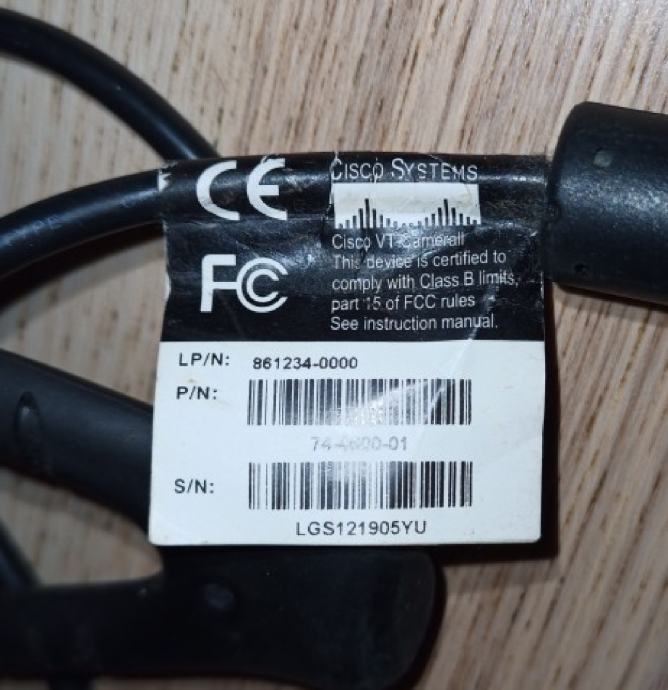 CE
CISCO SYSTEMS
Cisco VT CameraII
This device is certified to
comply with Class B limits,
part 15 of FCC rules
See instruction manual.
FC
LP/N: 861234-0000
P/N:
S/N:
LGS121905YU